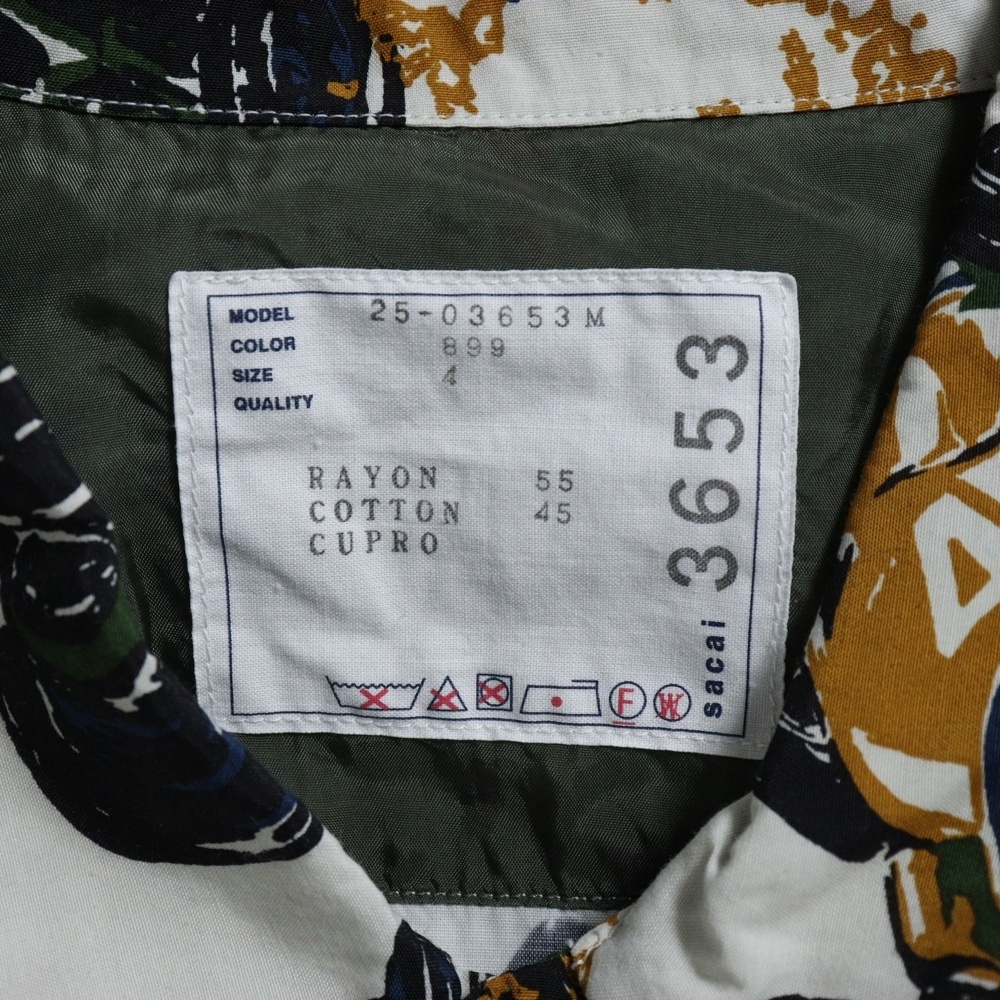 MODEL 25-03653M
COLOR 899
SIZE 4
QUALITY
RAYON 55
COTTON 45
CUPRO
F
W
sacai 3653